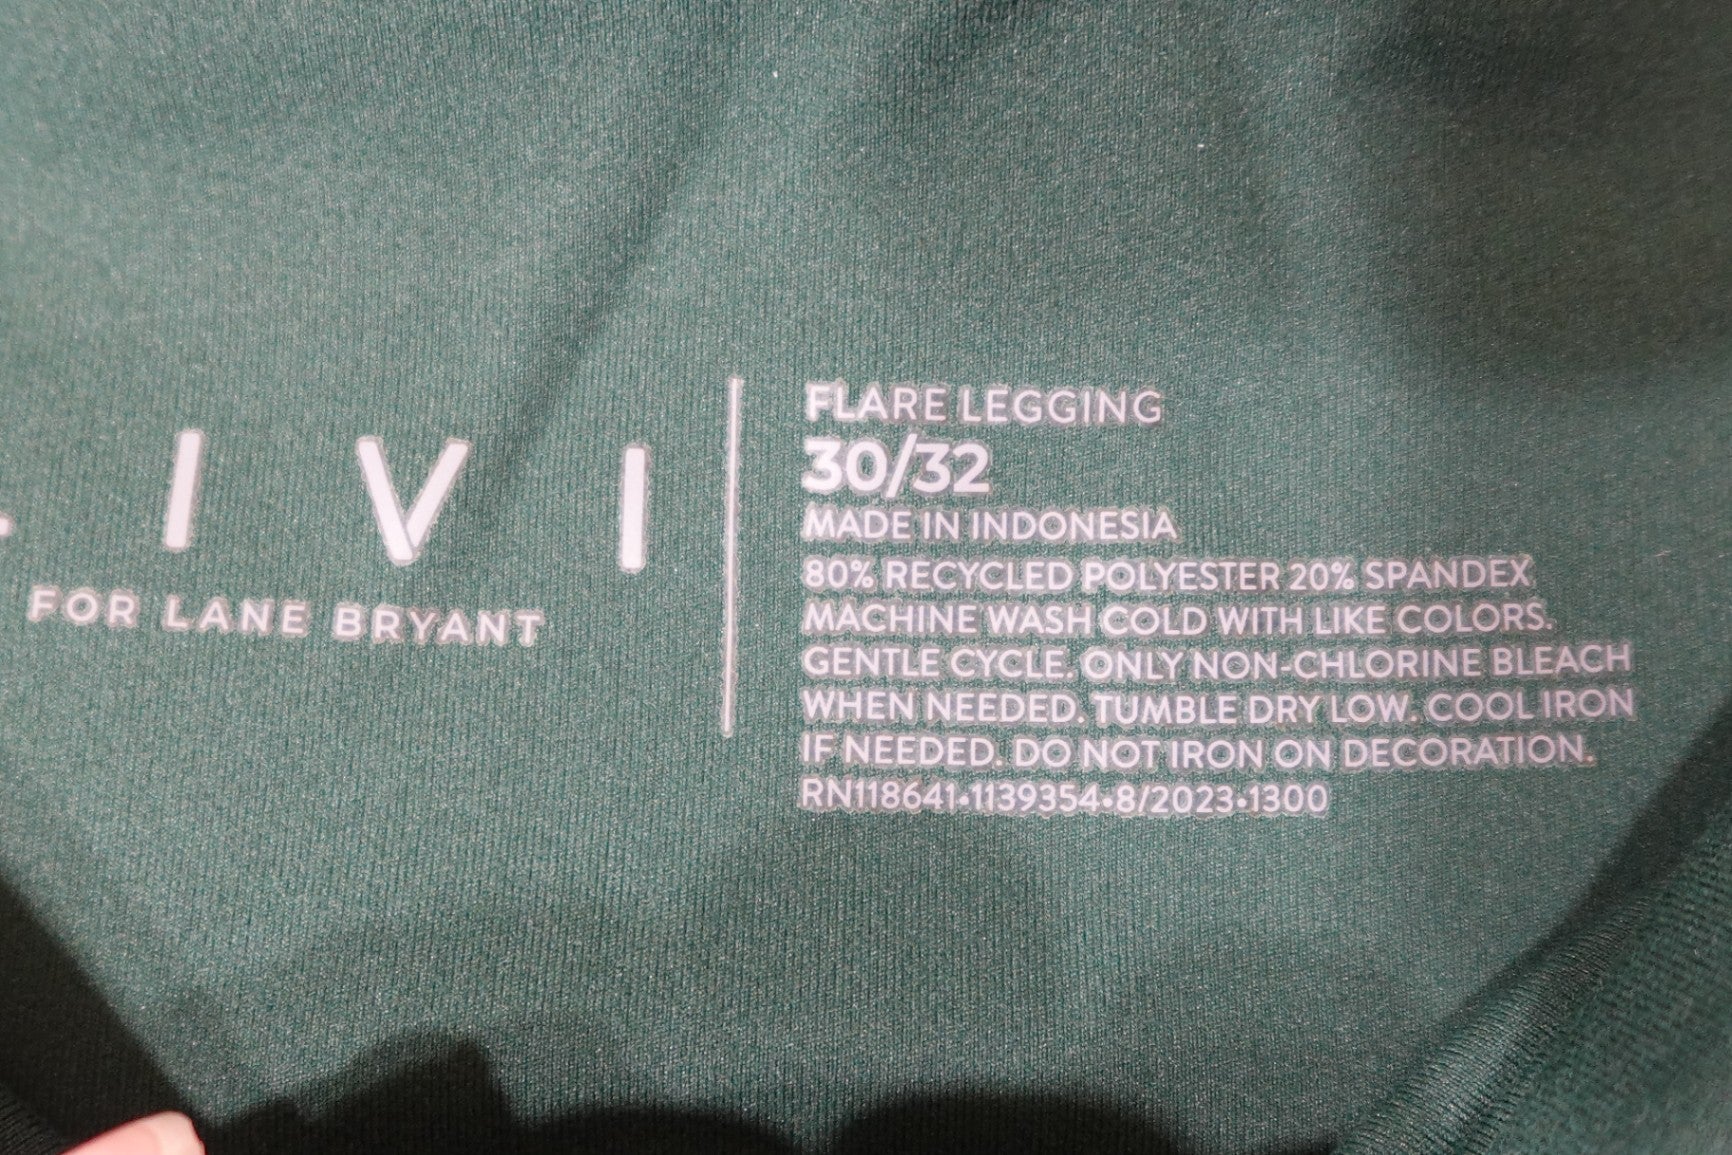 LIVI
FOR LANE BRYANT
FLARE LEGGING
30/32
MADE IN INDONESIA
80% RECYCLED POLYESTER 20% SPANDEX
MACHINE WASH COLD WITH LIKE COLORS.
GENTLE CYCLE. ONLY NON-CHLORINE BLEACH
WHEN NEEDED. TUMBLE DRY LOW. COOL IRON
IF NEEDED. DO NOT IRON ON DECORATION.
RN118641•1139354•8/2023•1300